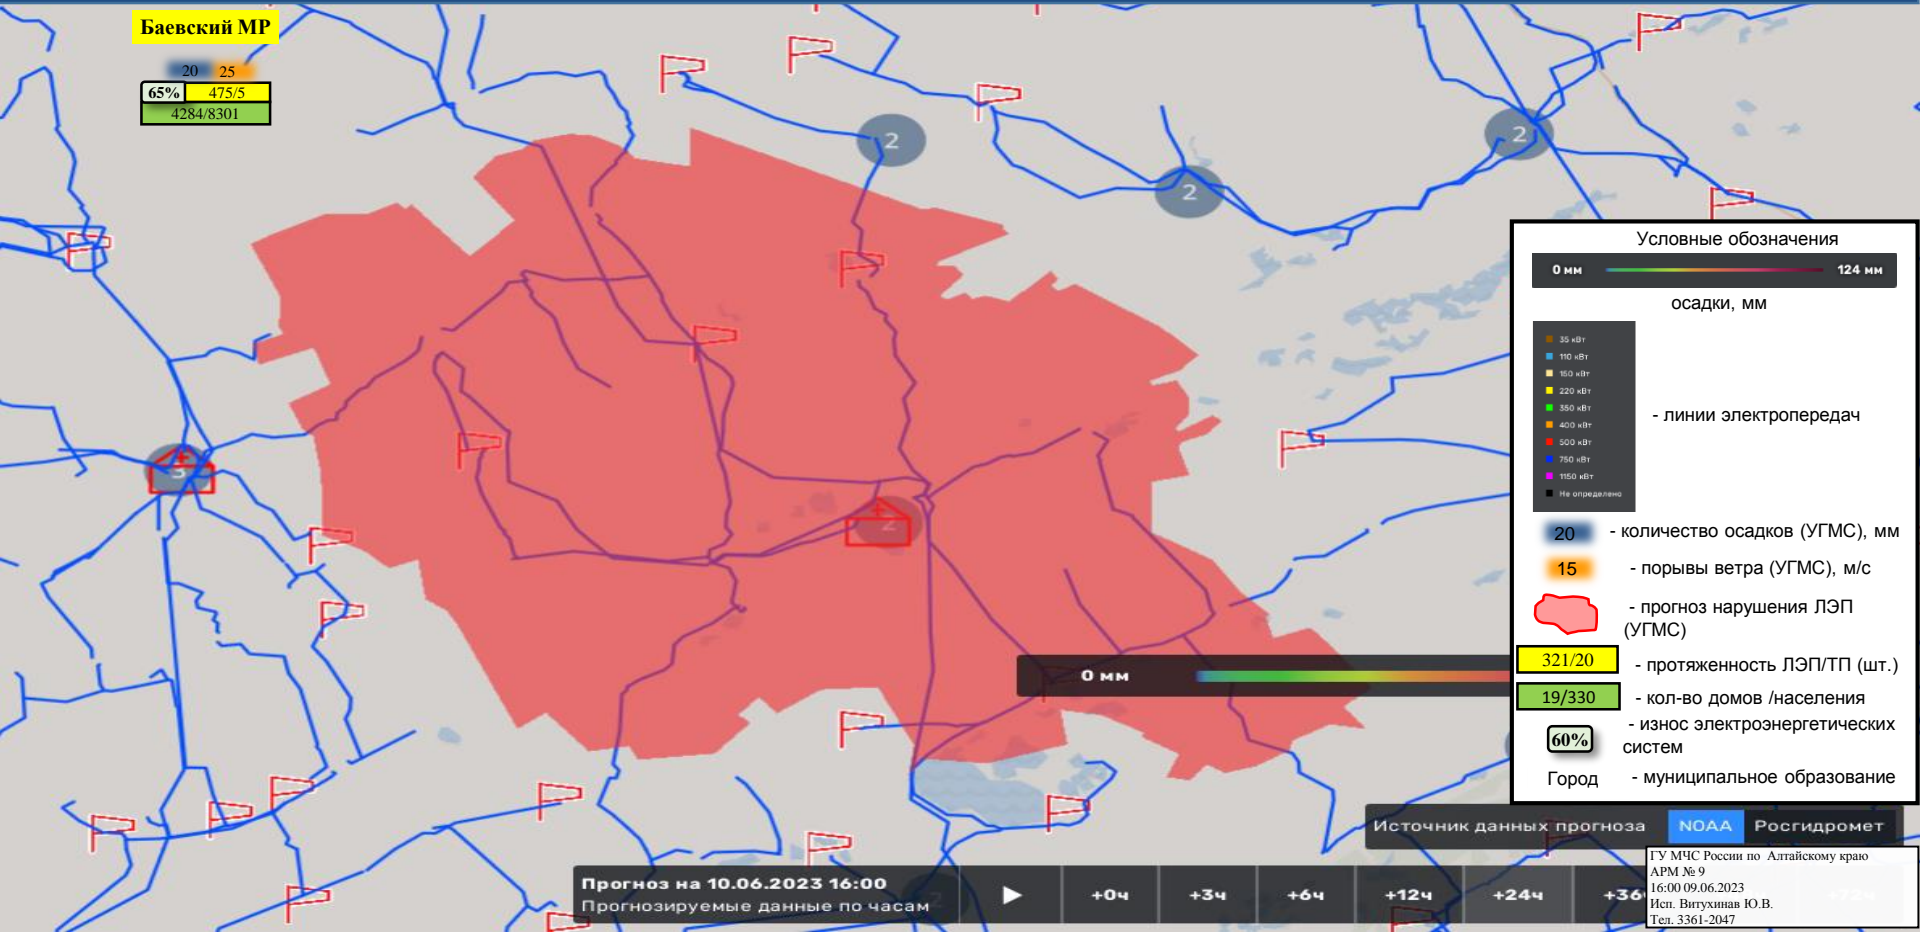 Баевский МР
20 25
65% 475/5
4284/8301
2
2
2
2
Условные обозначения
0 мм 124 мм
осадки, мм
35 кВт
110 кВт
150 кВт
220 кВт
350 кВт
400 кВт
500 кВт
750 кВт
1150 кВт
Не определено
- линии электропередач
20 - количество осадков (УГМС), мм
15 - порывы ветра (УГМС), м/с
- прогноз нарушения ЛЭП
(УГМС)
321/20 - протяженность ЛЭП/ТП (шт.)
19/330 - кол-во домов /населения
60% - износ электроэнергетических
систем
Город - муниципальное образование
0 мм
Источник данных прогноза NOAA Росгидромет
Прогноз на 10.06.2023 16:00
Прогнозируемые данные по часам
+0ч +3ч +6ч +12ч +24ч +36
ГУ МЧС России по Алтайскому краю
АРМ № 9
16:00 09.06.2023
Исп. Витухинав Ю.В.
Тел. 3361-2047